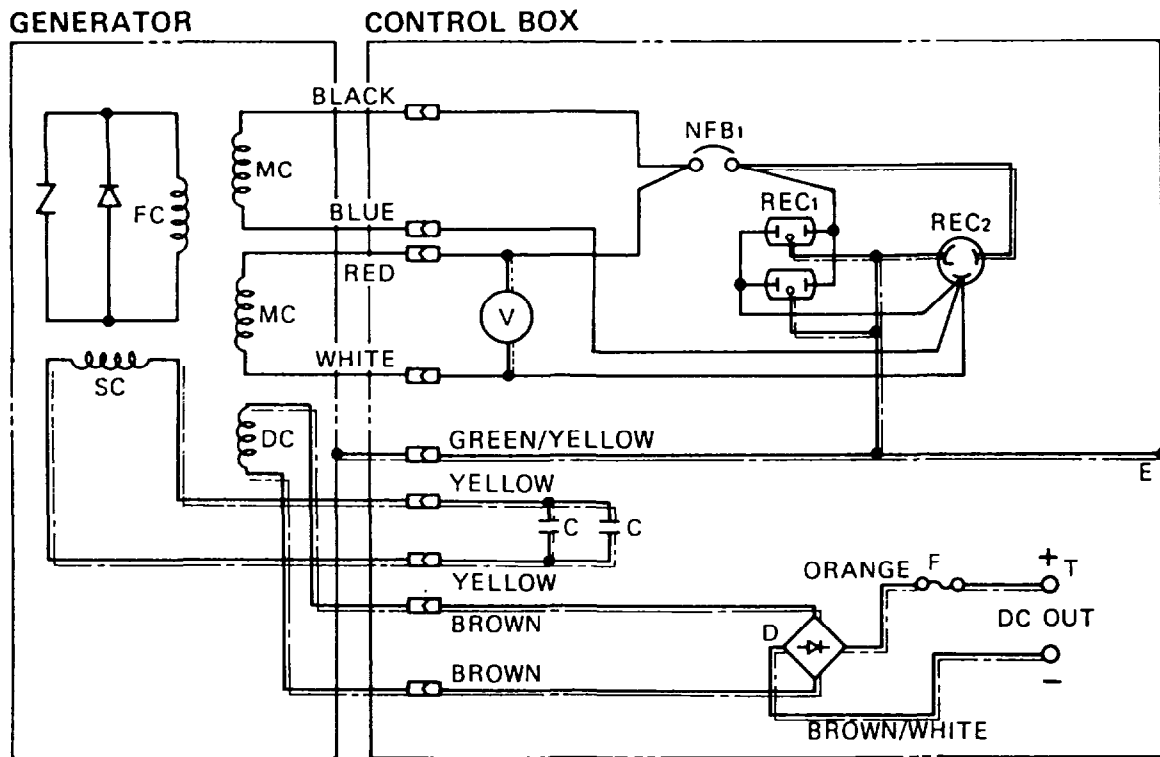 GENERATOR
CONTROL BOX
BLACK
NFB1
MC
FC
BLUE
REC1
REC2
RED
MC
V
WHITE
SC
DC
GREEN/YELLOW
E
YELLOW
C
C
YELLOW
ORANGE
F
+
T
BROWN
D
DC OUT
BROWN
−
BROWN/WHITE